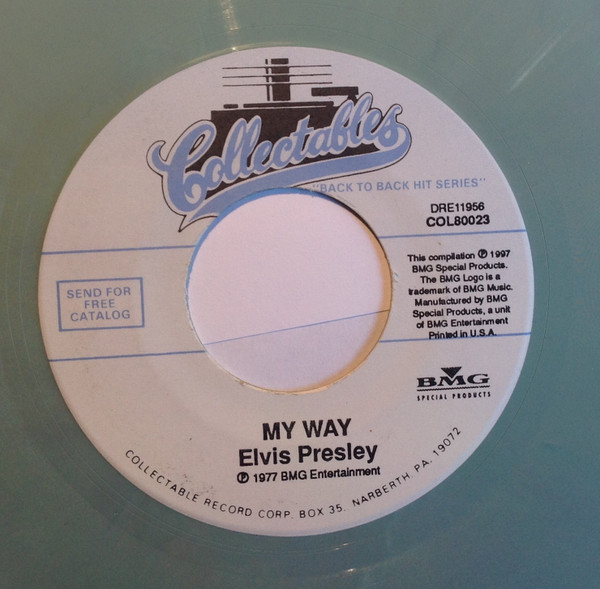 Collectables
"BACK TO BACK HIT SERIES"
DRE11956
COL80023
This compilation ℗ 1997
BMG Special Products.
The BMG Logo is a
trademark of BMG Music.
Manufactured by BMG
Special Products, a unit
of BMG Entertainment
Printed in U.S.A.
SEND FOR
FREE
CATALOG
BMG
SPECIAL PRODUCTS
MY WAY
Elvis Presley
℗ 1977 BMG Entertainment
COLLECTABLE RECORD CORP. BOX 35, NARBERTH, PA. 19072